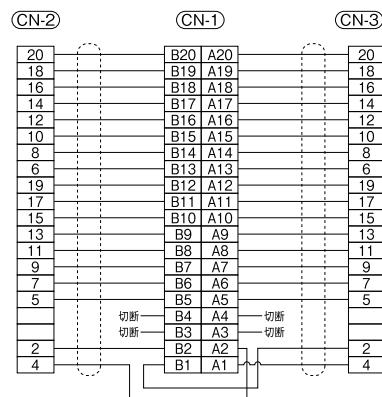 CN-2 CN-1 CN-3
20 B20 A20 20
18 B19 A19 18
16 B18 A18 16
14 B17 A17 14
12 B16 A16 12
10 B15 A15 10
8 B14 A14 8
6 B13 A13 6
19 B12 A12 19
17 B11 A11 17
15 B10 A10 15
13 B9 A9 13
11 B8 A8 11
9 B7 A7 9
7 B6 A6 7
5 B5 A5 5
切断 B4 A4 切断
切断 B3 A3 切断
2 B2 A2 2
4 B1 A1 4